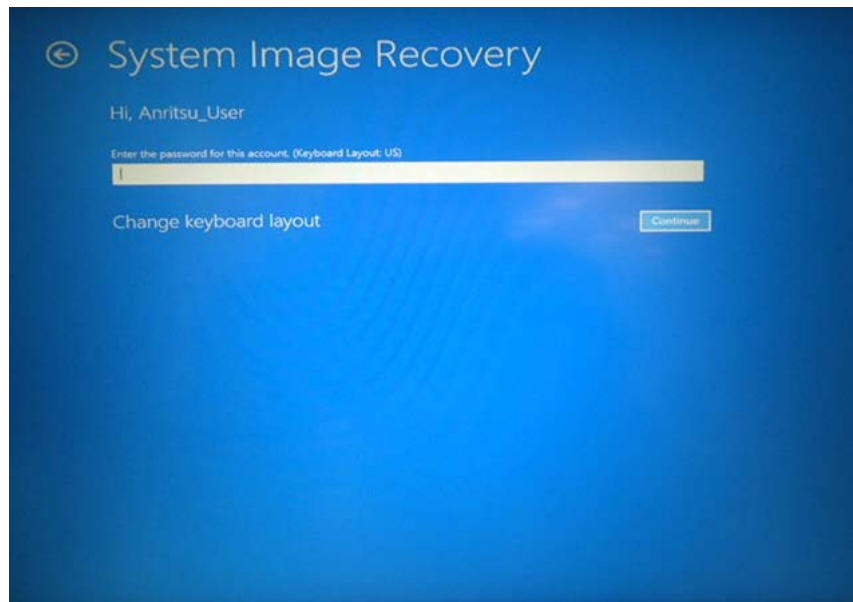 System Image Recovery
Hi, Anritsu_User
Enter the password for this account. (Keyboard Layout: US)
Change keyboard layout
Continue